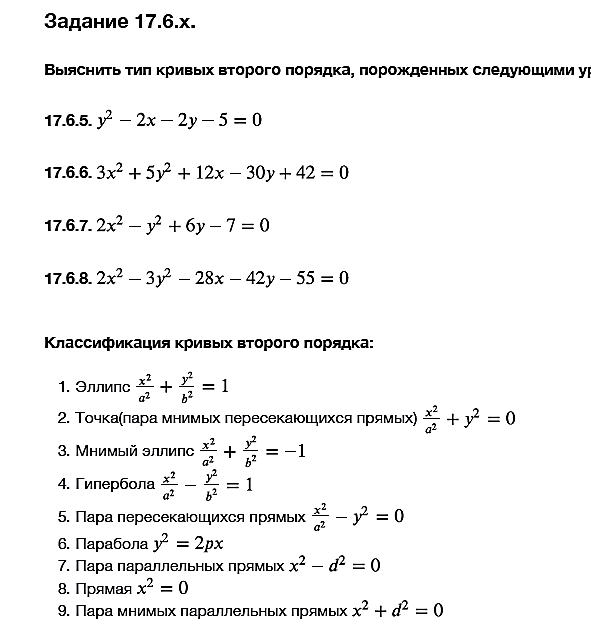 Задание 17.6.x.
Выяснить тип кривых второго порядка, порожденных следующими
17.6.5. y² − 2x − 2y − 5 = 0
17.6.6. 3x² + 5y² + 12x − 30y + 42 = 0
17.6.7. 2x² − y² + 6y − 7 = 0
17.6.8. 2x² − 3y² − 28x − 42y − 55 = 0
Классификация кривых второго порядка:
1. Эллипс x²/a² + y²/b² = 1
2. Точка(пара мнимых пересекающихся прямых) x²/a² + y² = 0
3. Мнимый эллипс x²/a² + y²/b² = −1
4. Гипербола x²/a² − y²/b² = 1
5. Пара пересекающихся прямых x²/a² − y² = 0
6. Парабола y² = 2px
7. Пара параллельных прямых x² − d² = 0
8. Прямая x² = 0
9. Пара мнимых параллельных прямых x² + d² = 0